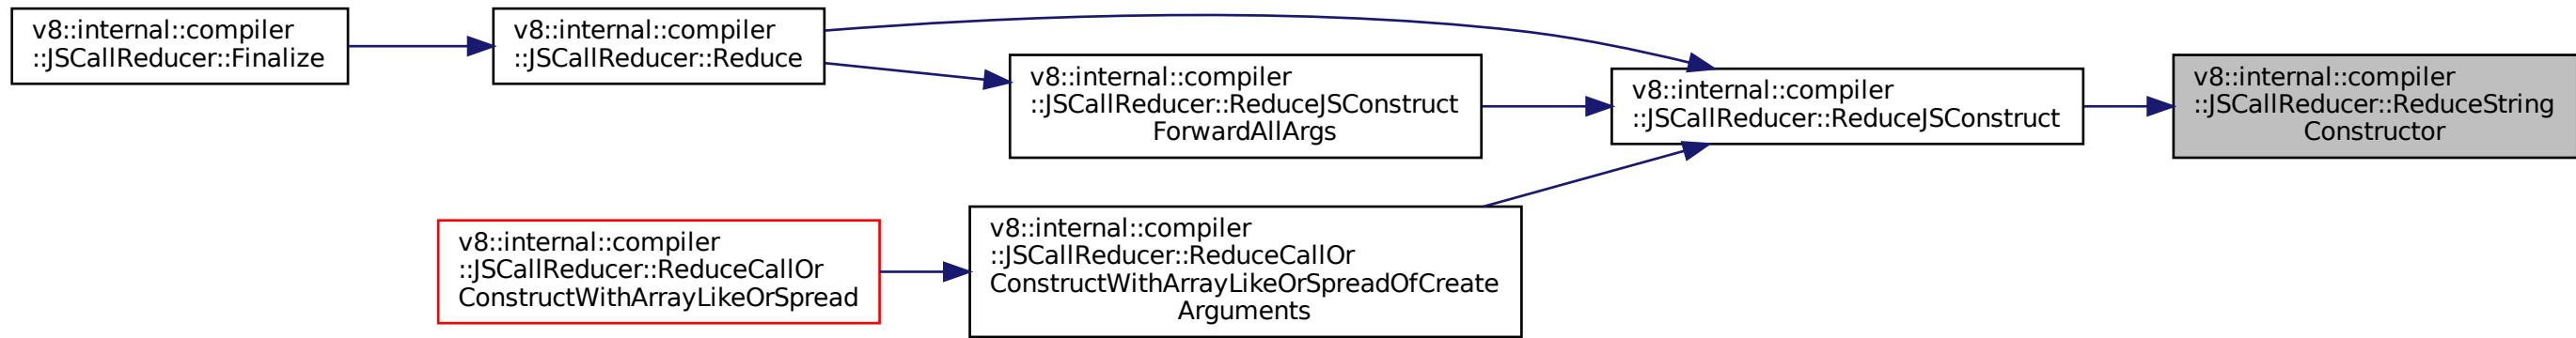 v8::internal::compiler
::JSCallReducer::Finalize
v8::internal::compiler
::JSCallReducer::Reduce
v8::internal::compiler
::JSCallReducer::ReduceJSConstruct
ForwardAllArgs
v8::internal::compiler
::JSCallReducer::ReduceJSConstruct
v8::internal::compiler
::JSCallReducer::ReduceString
Constructor
v8::internal::compiler
::JSCallReducer::ReduceCallOr
ConstructWithArrayLikeOrSpread
v8::internal::compiler
::JSCallReducer::ReduceCallOr
ConstructWithArrayLikeOrSpreadOfCreate
Arguments